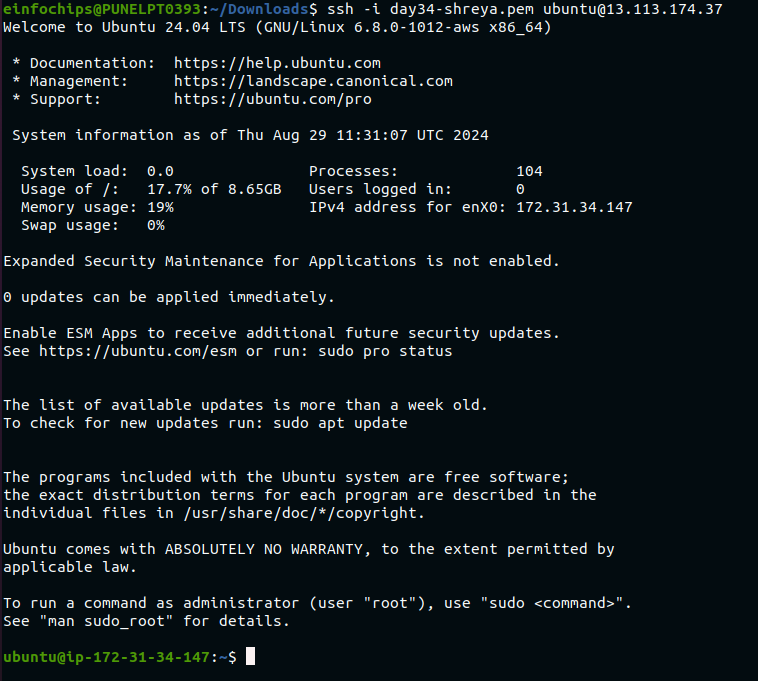 einfochips@PUNELPT0393:~/Downloads$ ssh -i day34-shreya.pem ubuntu@13.113.174.37
Welcome to Ubuntu 24.04 LTS (GNU/Linux 6.8.0-1012-aws x86_64)

 * Documentation:  https://help.ubuntu.com
 * Management:     https://landscape.canonical.com
 * Support:        https://ubuntu.com/pro

 System information as of Thu Aug 29 11:31:07 UTC 2024

  System load:  0.0               Processes:             104
  Usage of /:   17.7% of 8.65GB   Users logged in:       0
  Memory usage: 19%               IPv4 address for enX0: 172.31.34.147
  Swap usage:   0%

Expanded Security Maintenance for Applications is not enabled.

0 updates can be applied immediately.

Enable ESM Apps to receive additional future security updates.
See https://ubuntu.com/esm or run: sudo pro status


The list of available updates is more than a week old.
To check for new updates run: sudo apt update


The programs included with the Ubuntu system are free software;
the exact distribution terms for each program are described in the
individual files in /usr/share/doc/*/copyright.

Ubuntu comes with ABSOLUTELY NO WARRANTY, to the extent permitted by
applicable law.

To run a command as administrator (user "root"), use "sudo <command>".
See "man sudo_root" for details.

ubuntu@ip-172-31-34-147:~$